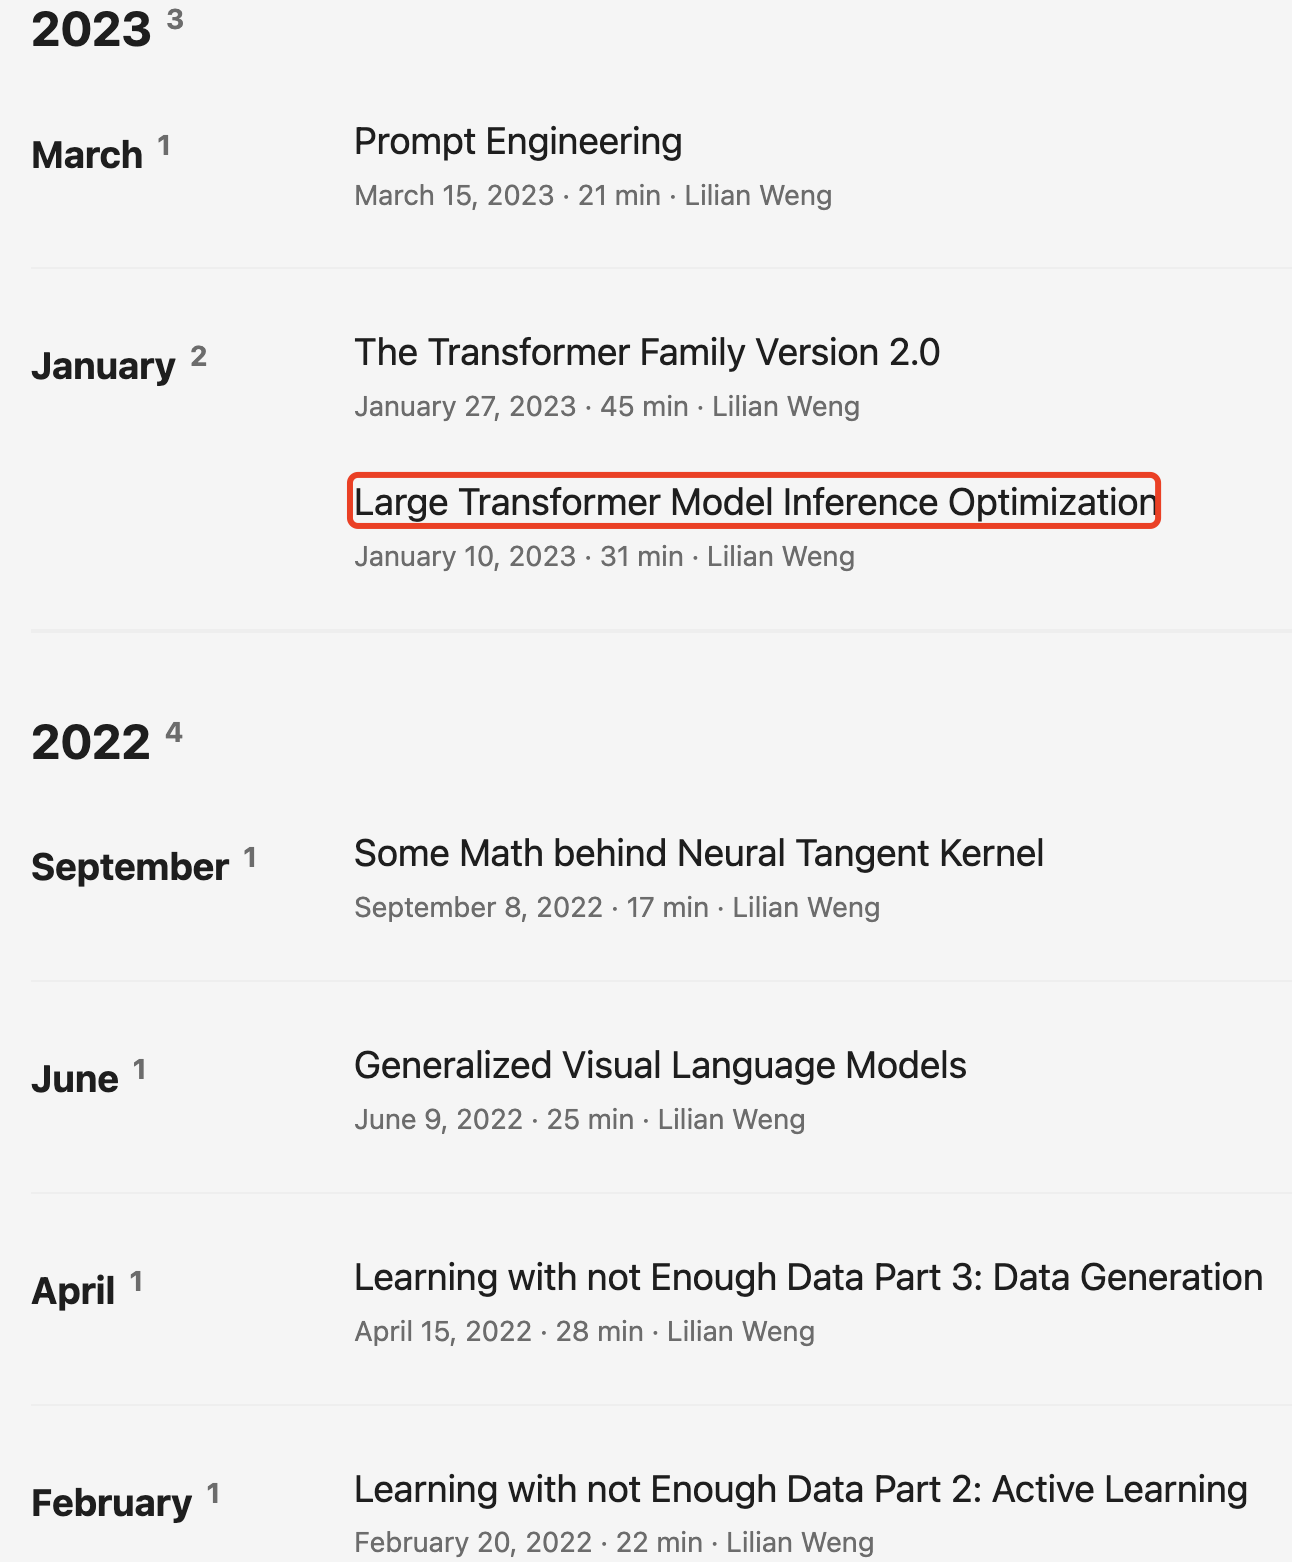 2023 3
March 1
Prompt Engineering
March 15, 2023 · 21 min · Lilian Weng
January 2
The Transformer Family Version 2.0
January 27, 2023 · 45 min · Lilian Weng
Large Transformer Model Inference Optimization
January 10, 2023 · 31 min · Lilian Weng
2022 4
September 1
Some Math behind Neural Tangent Kernel
September 8, 2022 · 17 min · Lilian Weng
June 1
Generalized Visual Language Models
June 9, 2022 · 25 min · Lilian Weng
April 1
Learning with not Enough Data Part 3: Data Generation
April 15, 2022 · 28 min · Lilian Weng
February 1
Learning with not Enough Data Part 2: Active Learning
February 20, 2022 · 22 min · Lilian Weng